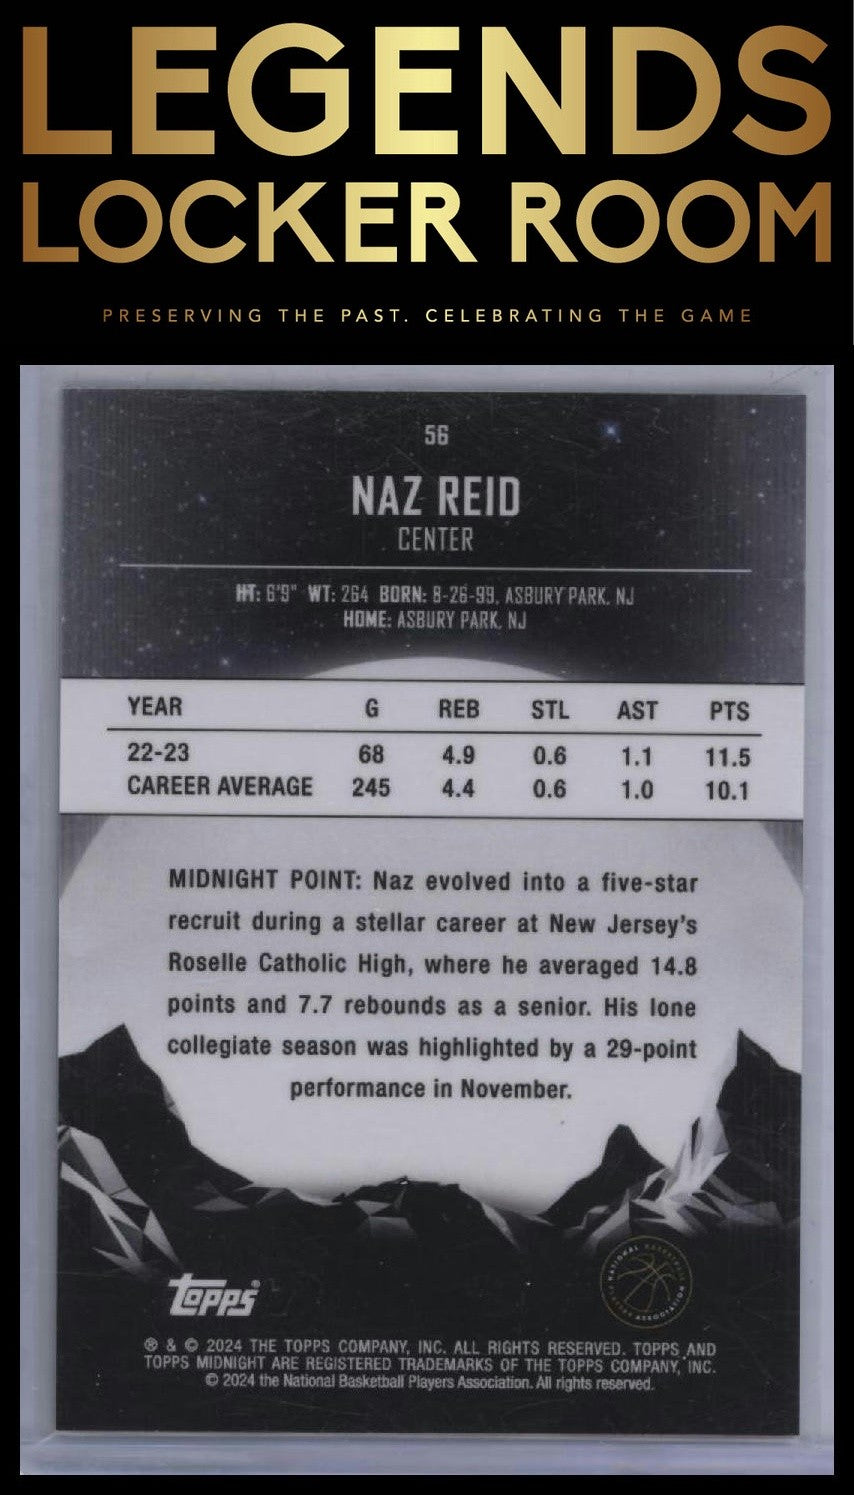 LEGENDS
LOCKER ROOM
PRESERVING THE PAST. CELEBRATING THE GAME
56
NAZ REID
CENTER
HT: 6'9" WT: 264 BORN: 8-26-99, ASBURY PARK, NJ
HOME: ASBURY PARK, NJ
YEAR G REB STL AST PTS
22-23 68 4.9 0.6 1.1 11.5
CAREER AVERAGE 245 4.4 0.6 1.0 10.1
MIDNIGHT POINT: Naz evolved into a five-star
recruit during a stellar career at New Jersey's
Roselle Catholic High, where he averaged 14.8
points and 7.7 rebounds as a senior. His lone
collegiate season was highlighted by a 29-point
performance in November.
topps®
NATIONAL BASKETBALL PLAYERS ASSOCIATION
® & © 2024 THE TOPPS COMPANY, INC. ALL RIGHTS RESERVED. TOPPS AND
TOPPS MIDNIGHT ARE REGISTERED TRADEMARKS OF THE TOPPS COMPANY, INC.
© 2024 the National Basketball Players Association. All rights reserved.